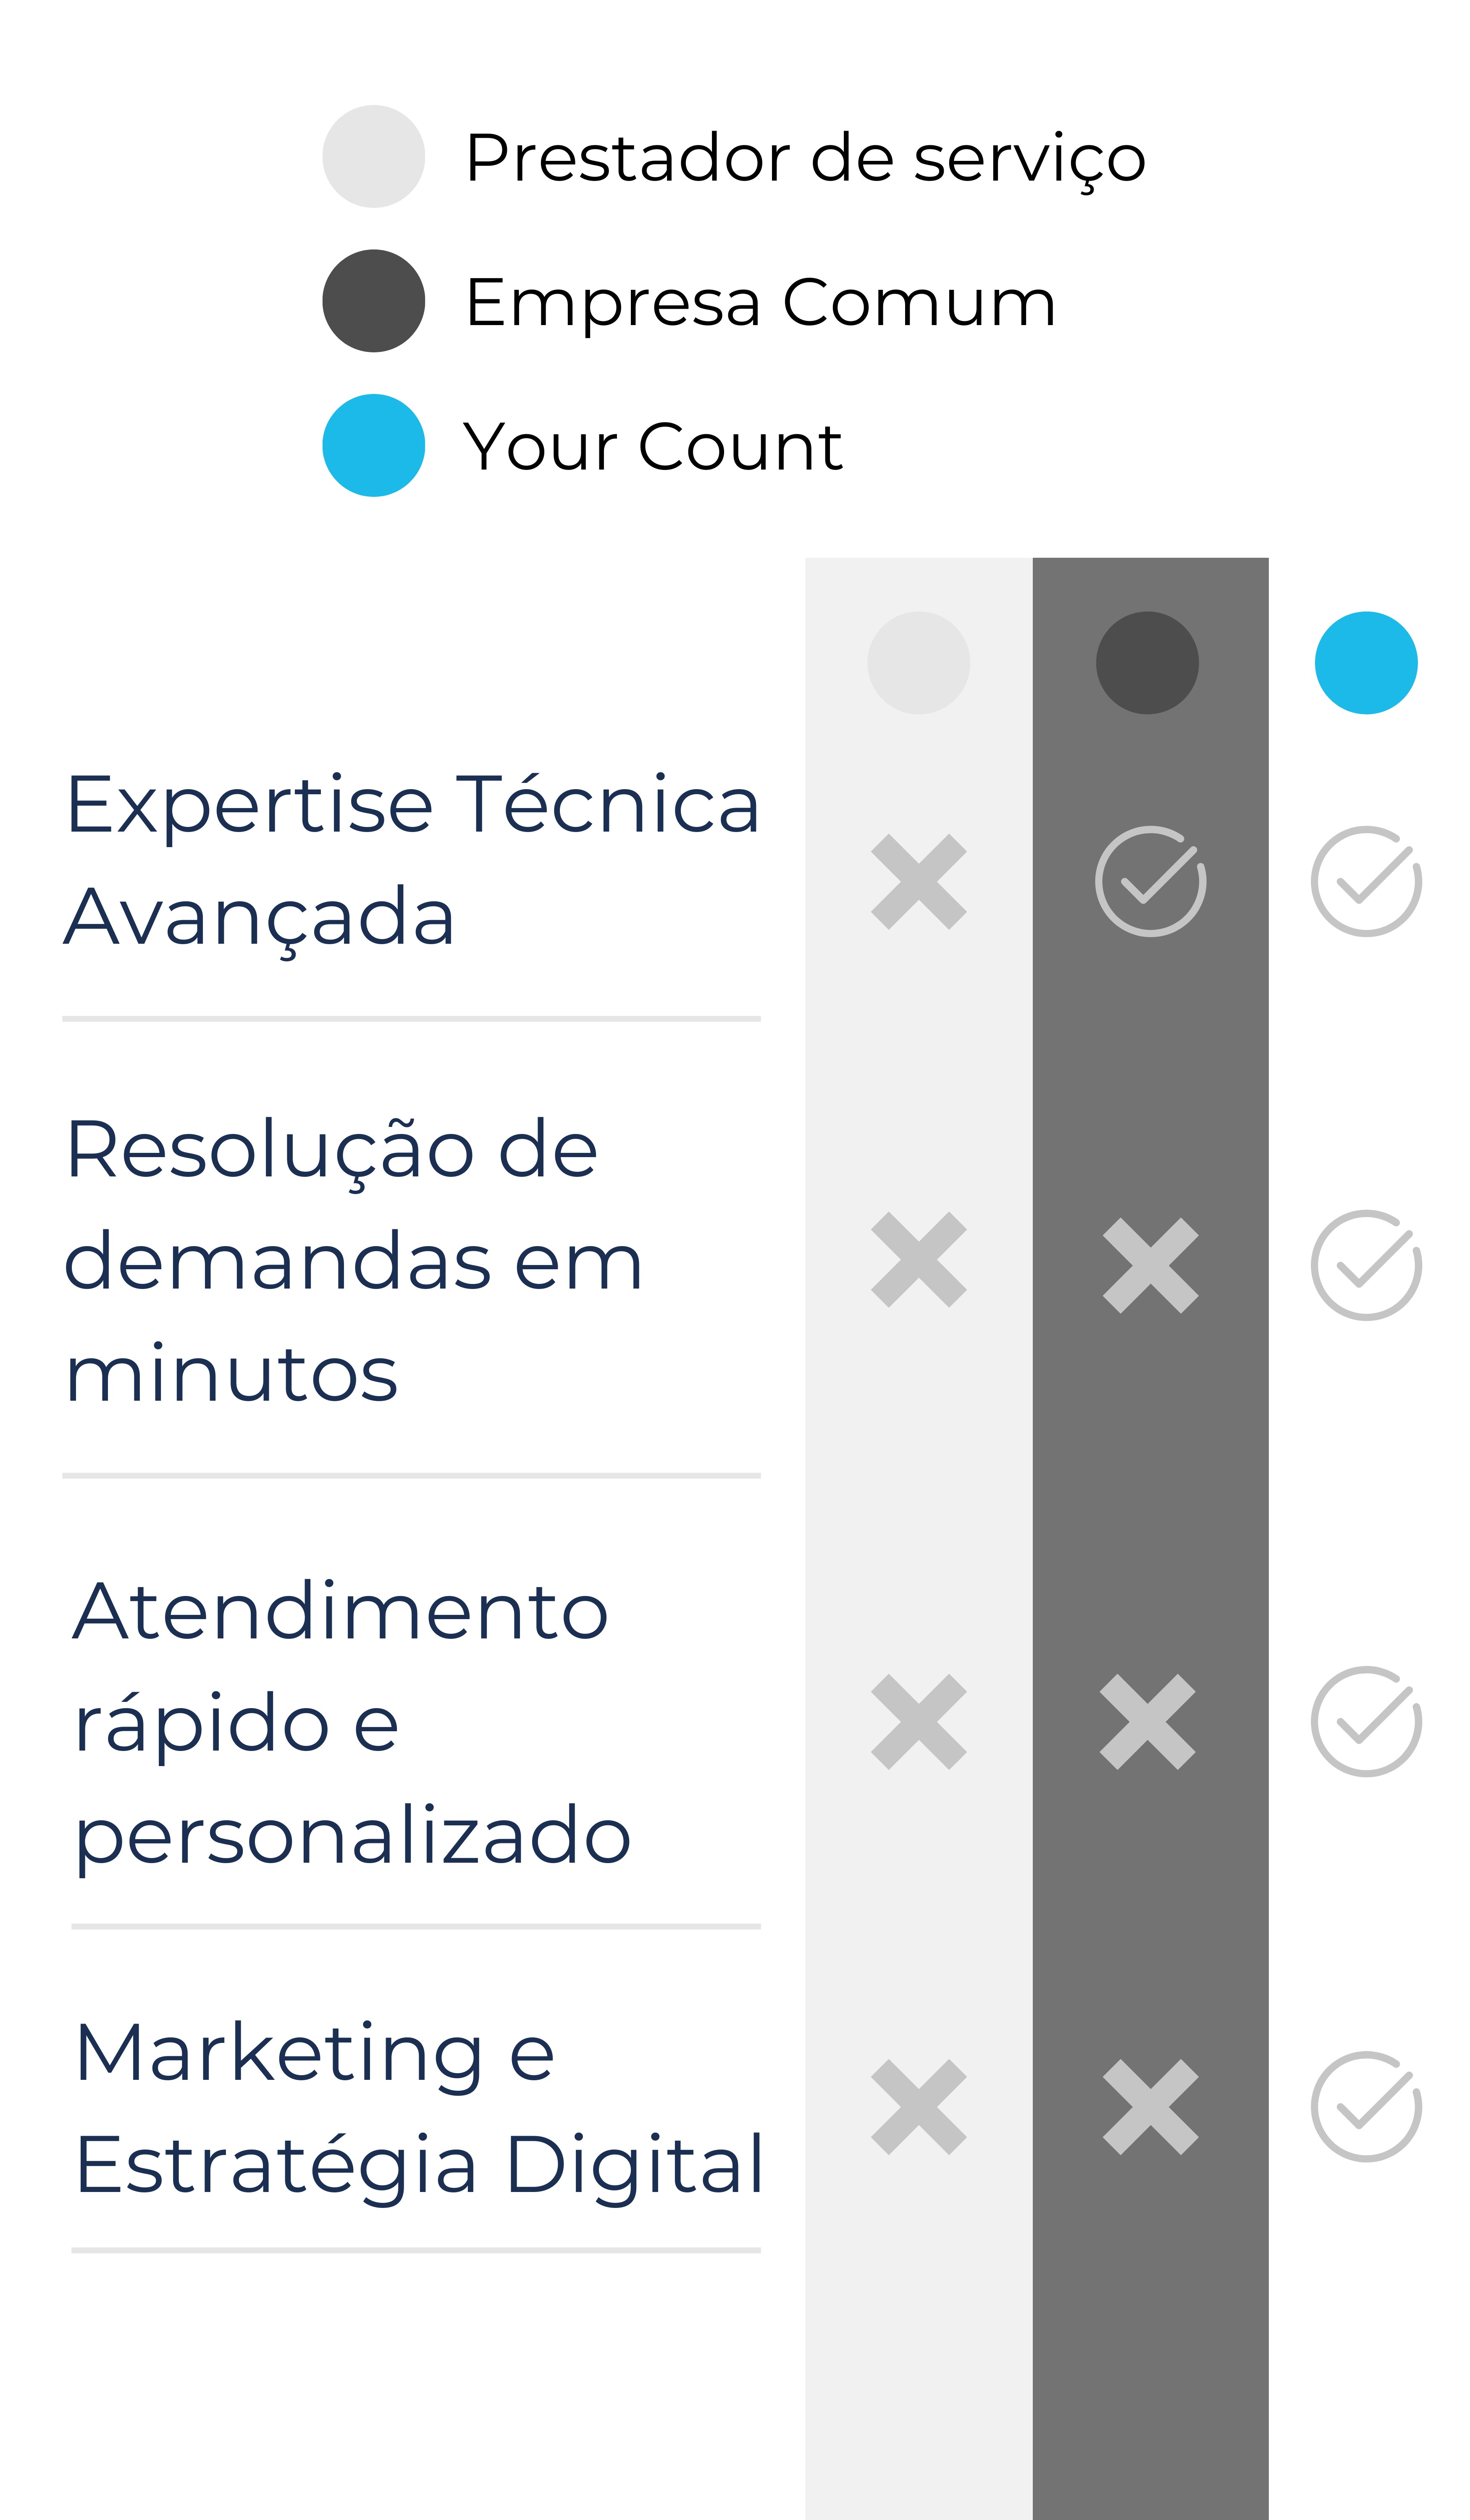 Prestador de serviço
Empresa Comum
Your Count
Expertise Técnica
Avançada
Resolução de
demandas em
minutos
Atendimento
rápido e
personalizado
Marketing e
Estratégia Digital